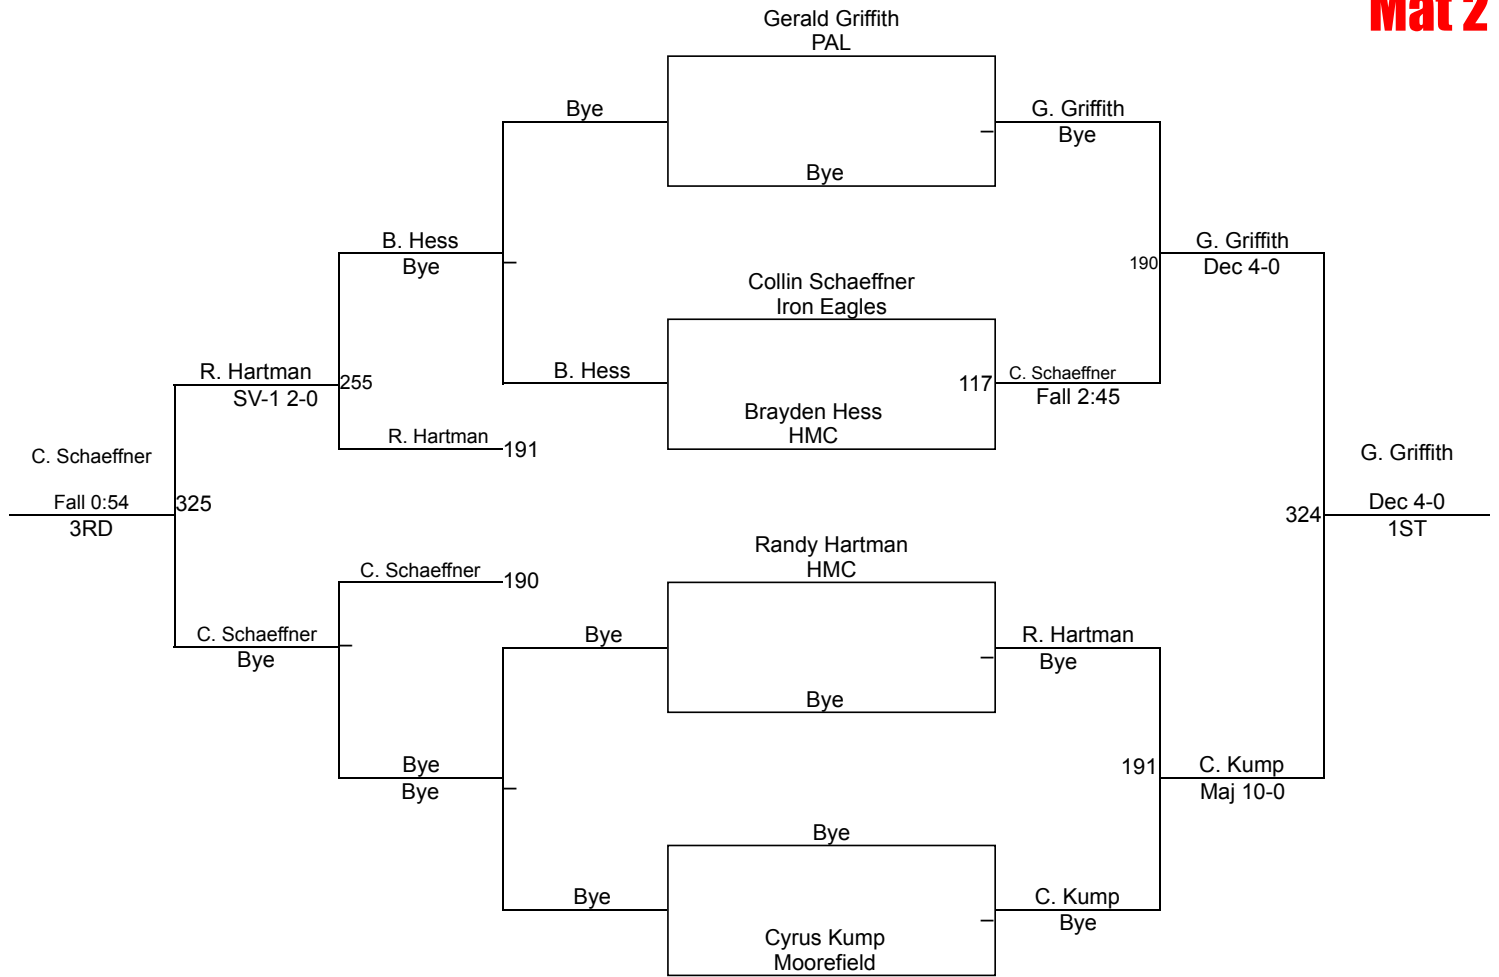 Mat 2
Gerald Griffith
PAL
Bye
G. Griffith
Bye
Bye
B. Hess
Bye
G. Griffith
190
Dec 4-0
Collin Schaeffner
Iron Eagles
R. Hartman
255
SV-1 2-0
B. Hess
117
C. Schaeffner
Fall 2:45
Brayden Hess
HMC
R. Hartman
191
C. Schaeffner
G. Griffith
Fall 0:54
325
3RD
324
Dec 4-0
1ST
Randy Hartman
HMC
C. Schaeffner
190
C. Schaeffner
Bye
Bye
R. Hartman
Bye
Bye
Bye
Bye
191
C. Kump
Maj 10-0
Bye
Bye
C. Kump
Bye
Cyrus Kump
Moorefield